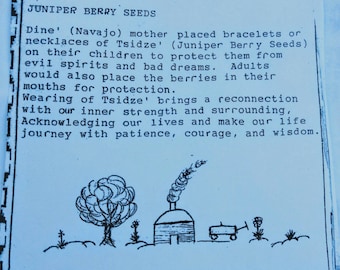 JUNIPER BERRY SEEDS
Dine' (Navajo) mother placed bracelets or
necklaces of Tsidze' (Juniper Berry Seeds)
on their children to protect them from
evil spirits and bad dreams. Adults
would also place the berries in their
mouths for protection.
Wearing of Tsidze' brings a reconnection
with our inner strength and surrounding,
Acknowledging our lives and make our life
journey with patience, courage, and wisdom.